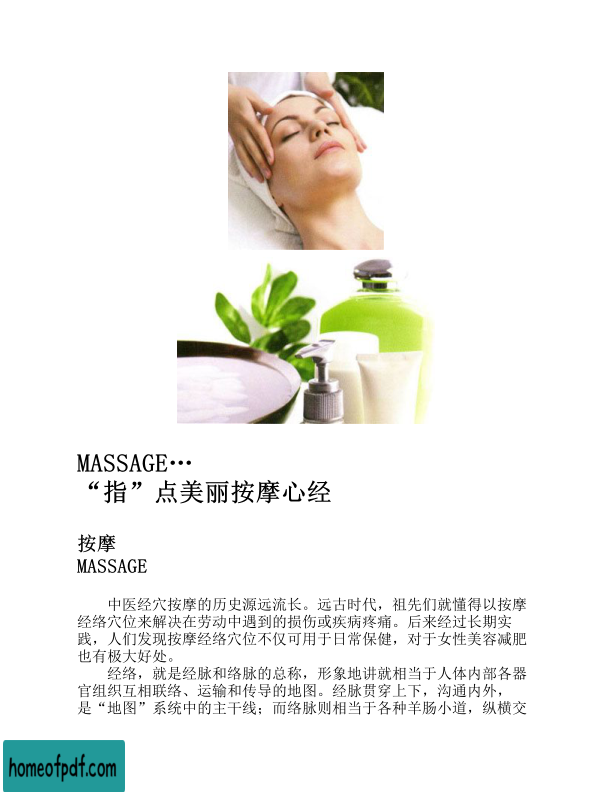 MASSAGE…
“指”点美丽按摩心经
按摩
MASSAGE
中医经穴按摩的历史源远流长。远古时代，祖先们就懂得以按摩
经络穴位来解决在劳动中遇到的损伤或疾病疼痛。后来经过长期实
践，人们发现按摩经络穴位不仅可用于日常保健，对于女性美容减肥
也有极大好处。
经络，就是经脉和络脉的总称，形象地讲就相当于人体内部各器
官组织互相联络、运输和传导的地图。经脉贯穿上下，沟通内外，
是“地图”系统中的主干线；而络脉则相当于各种羊肠小道，纵横交
homeofpdf.com